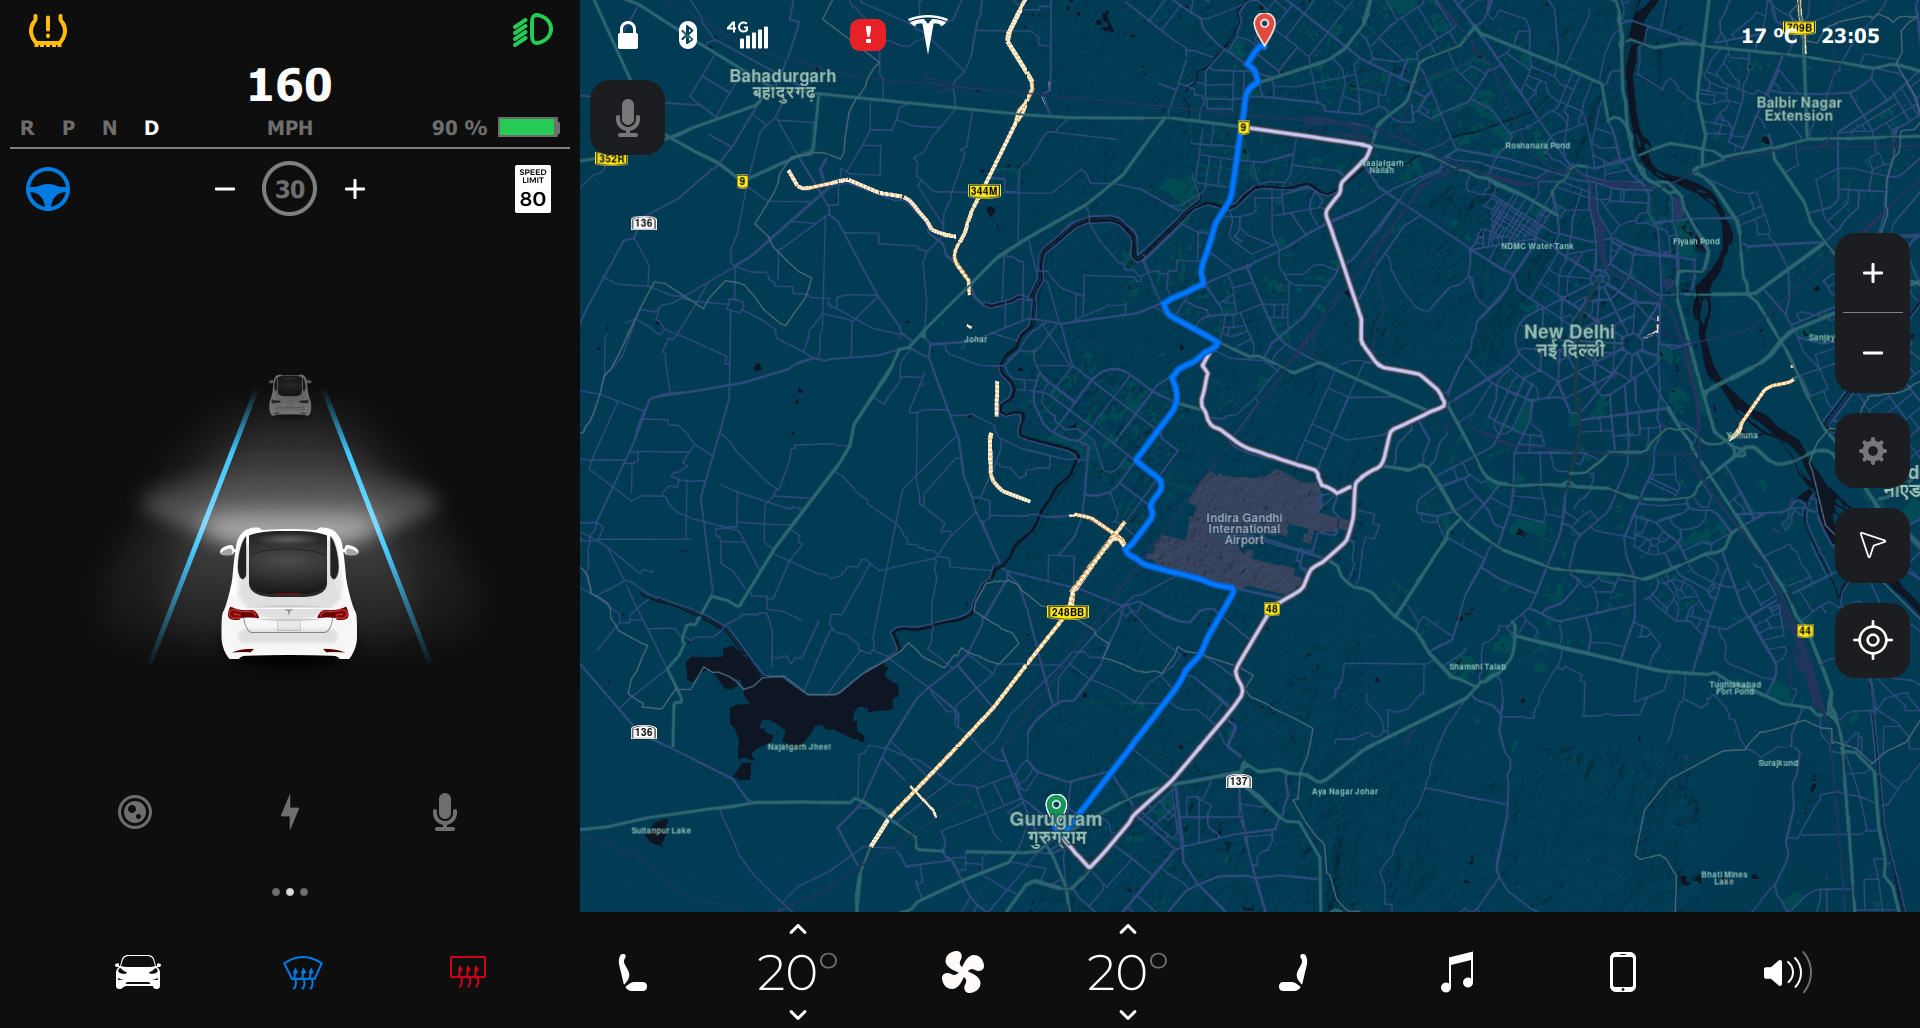 160
R P N D
MPH
90 %
30
SPEED
LIMIT
80
4G
!
17 ºC
23:05
709B
Bahadurgarh
बहादुरगढ़
Balbir Nagar
Extension
352R
9
9
344M
136
Roshanara Pond
Najafgarh
Nallah
NDMC Water Tank
Flyash Pond
New Delhi
नई दिल्ली
Sanjay
Johar
Yamuna
d
नोएड
Indira Gandhi
International
Airport
248BB
48
44
Shamshi Talab
Tughlakabad
Fort Pond
136
Najafgarh Jheel
Surajkund
137
Aya Nagar Johar
Gurugram
गुरुग्राम
Sultanpur Lake
Bhati Mines
Lake
20°
20°